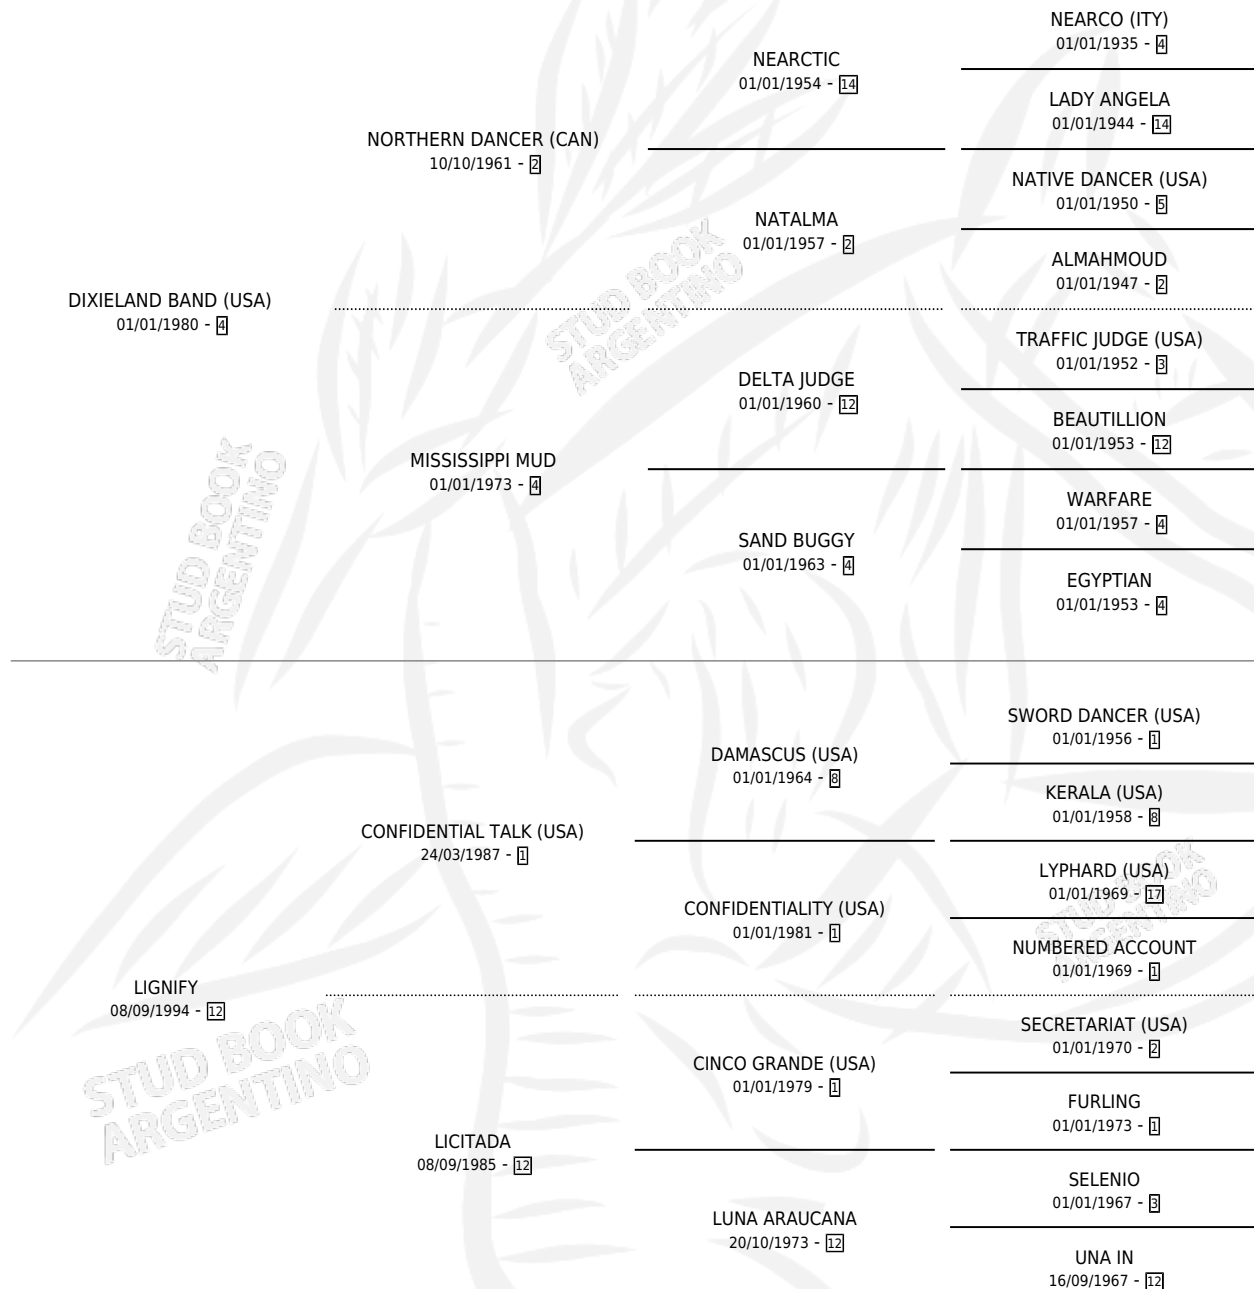 NEARCO (ITY)
01/01/1935 - 4
NEARCTIC
01/01/1954 - 14
LADY ANGELA
01/01/1944 - 14
NORTHERN DANCER (CAN)
10/10/1961 - 2
NATIVE DANCER (USA)
01/01/1950 - 5
NATALMA
01/01/1957 - 2
ALMAHMOUD
01/01/1947 - 2
DIXIELAND BAND (USA)
01/01/1980 - 4
TRAFFIC JUDGE (USA)
01/01/1952 - 3
DELTA JUDGE
01/01/1960 - 12
BEAUTILLION
01/01/1953 - 12
MISSISSIPPI MUD
01/01/1973 - 4
WARFARE
01/01/1957 - 4
SAND BUGGY
01/01/1963 - 4
EGYPTIAN
01/01/1953 - 4
SWORD DANCER (USA)
01/01/1956 - 1
DAMASCUS (USA)
01/01/1964 - 8
KERALA (USA)
01/01/1958 - 8
CONFIDENTIAL TALK (USA)
24/03/1987 - 1
LYPHARD (USA)
01/01/1969 - 17
CONFIDENTIALITY (USA)
01/01/1981 - 1
NUMBERED ACCOUNT
01/01/1969 - 1
LIGNIFY
08/09/1994 - 12
SECRETARIAT (USA)
01/01/1970 - 2
CINCO GRANDE (USA)
01/01/1979 - 1
FURLING
01/01/1973 - 1
LICITADA
08/09/1985 - 12
SELENIO
01/01/1967 - 3
LUNA ARAUCANA
20/10/1973 - 12
UNA IN
16/09/1967 - 12
STUD BOOK
ARGENTINO
STUD BOOK
ARGENTINO
STUD BOOK
ARGENTINO
STUD BOOK
ARGENTINO